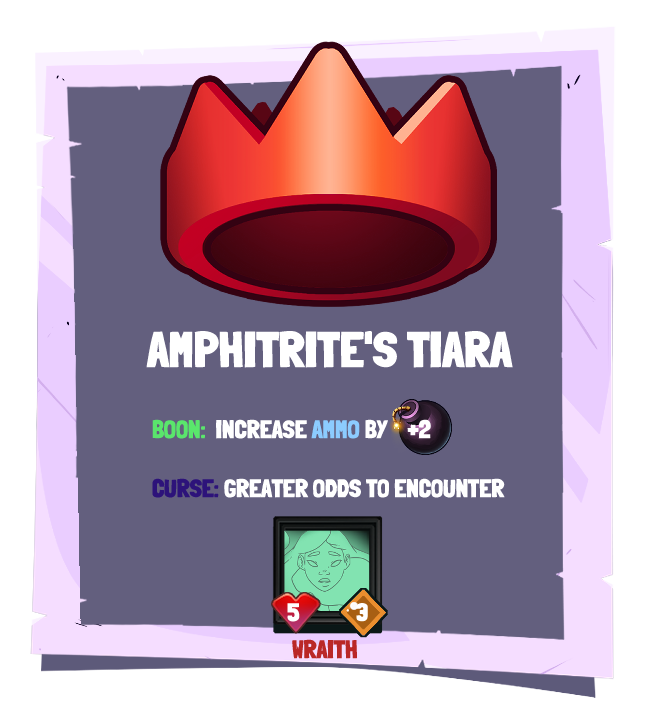 AMPHITRITE'S TIARA
BOON: INCREASE AMMO BY +2
CURSE: GREATER ODDS TO ENCOUNTER
5 3
WRAITH